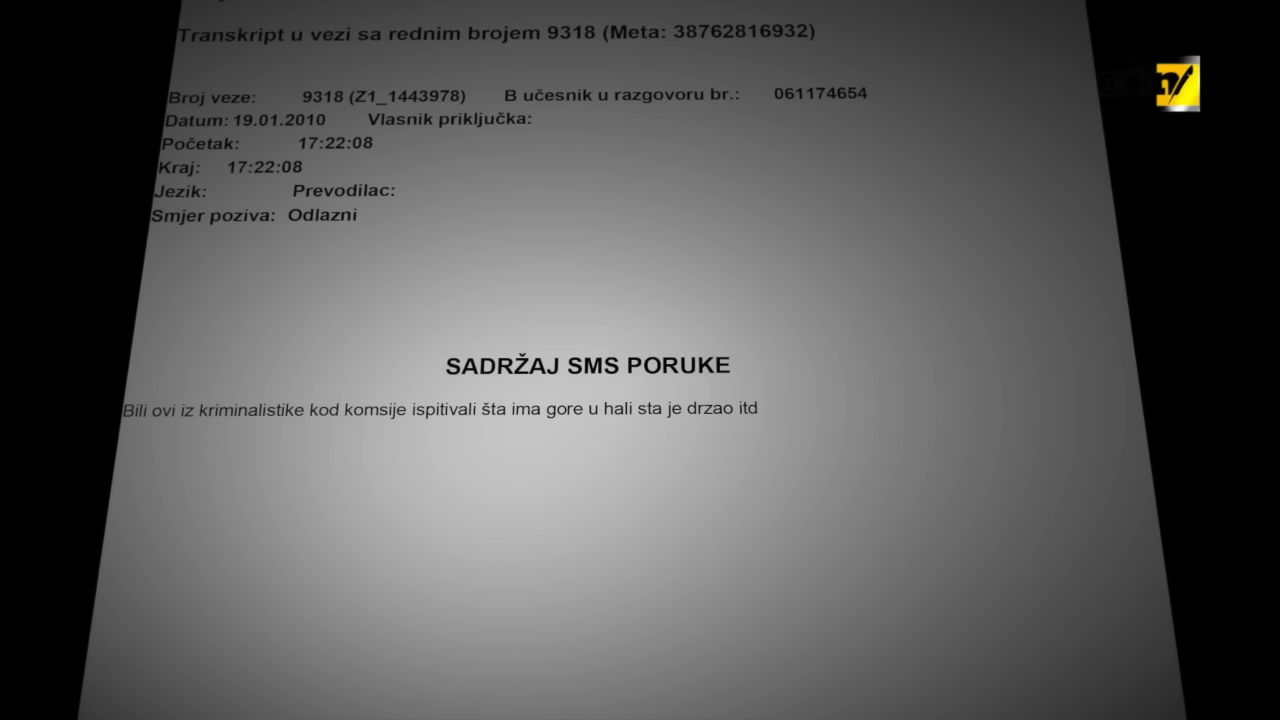 Transkript u vezi sa rednim brojem 9318 (Meta: 38762816932)
Broj veze: 9318 (Z1_1443978) B učesnik u razgovoru br.: 061174654
Datum: 19.01.2010 Vlasnik priključka:
Početak: 17:22:08
Kraj: 17:22:08
Jezik: Prevodilac:
Smjer poziva: Odlazni
SADRŽAJ SMS PORUKE
Bili ovi iz kriminalistike kod komsije ispitivali šta ima gore u hali sta je drzao itd